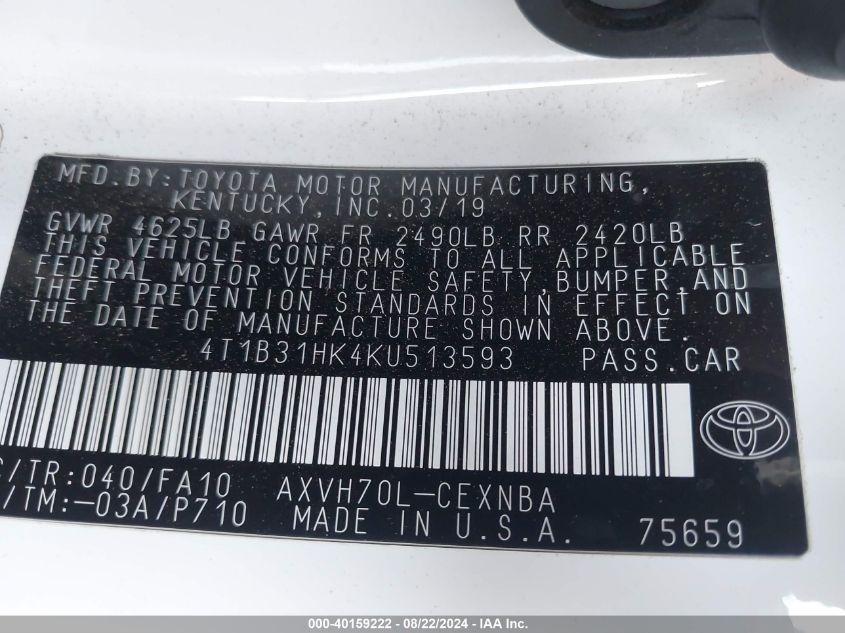 MFD.BY:TOYOTA MOTOR MANUFACTURING,
KENTUCKY,INC.03/19
GVWR 4625LB GAWR FR 2490LB RR 2420LB
THIS VEHICLE CONFORMS TO ALL APPLICABLE
FEDERAL MOTOR VEHICLE SAFETY,BUMPER,AND
THEFT PREVENTION STANDARDS IN EFFECT ON
THE DATE OF MANUFACTURE SHOWN ABOVE.
4T1B31HK4KU513593 PASS.CAR
/TR:040/FA10 AXVH70L-CEXNBA
/TM:-03A/P710 MADE IN U.S.A. 75659
000-40159222 - 08/22/2024 - IAA, Inc.